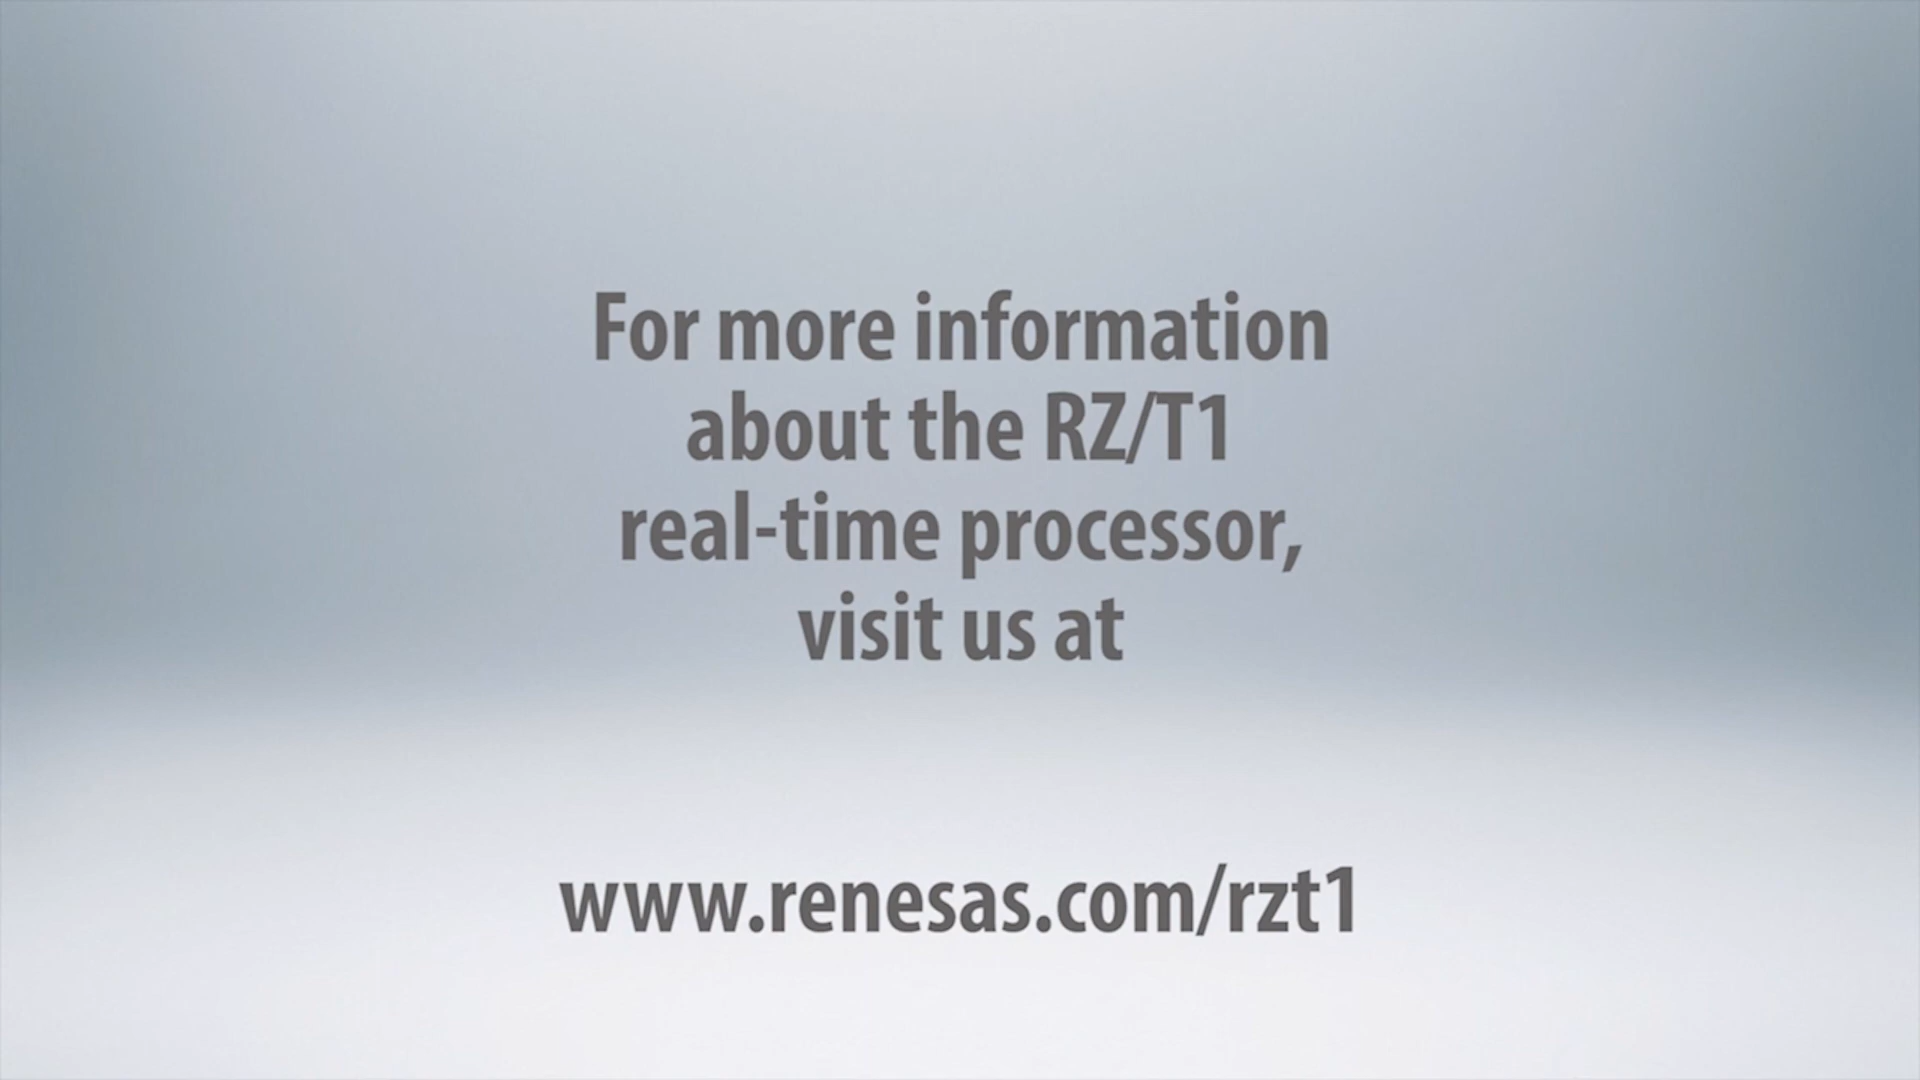 For more information
about the RZ/T1
real-time processor,
visit us at
www.renesas.com/rzt1